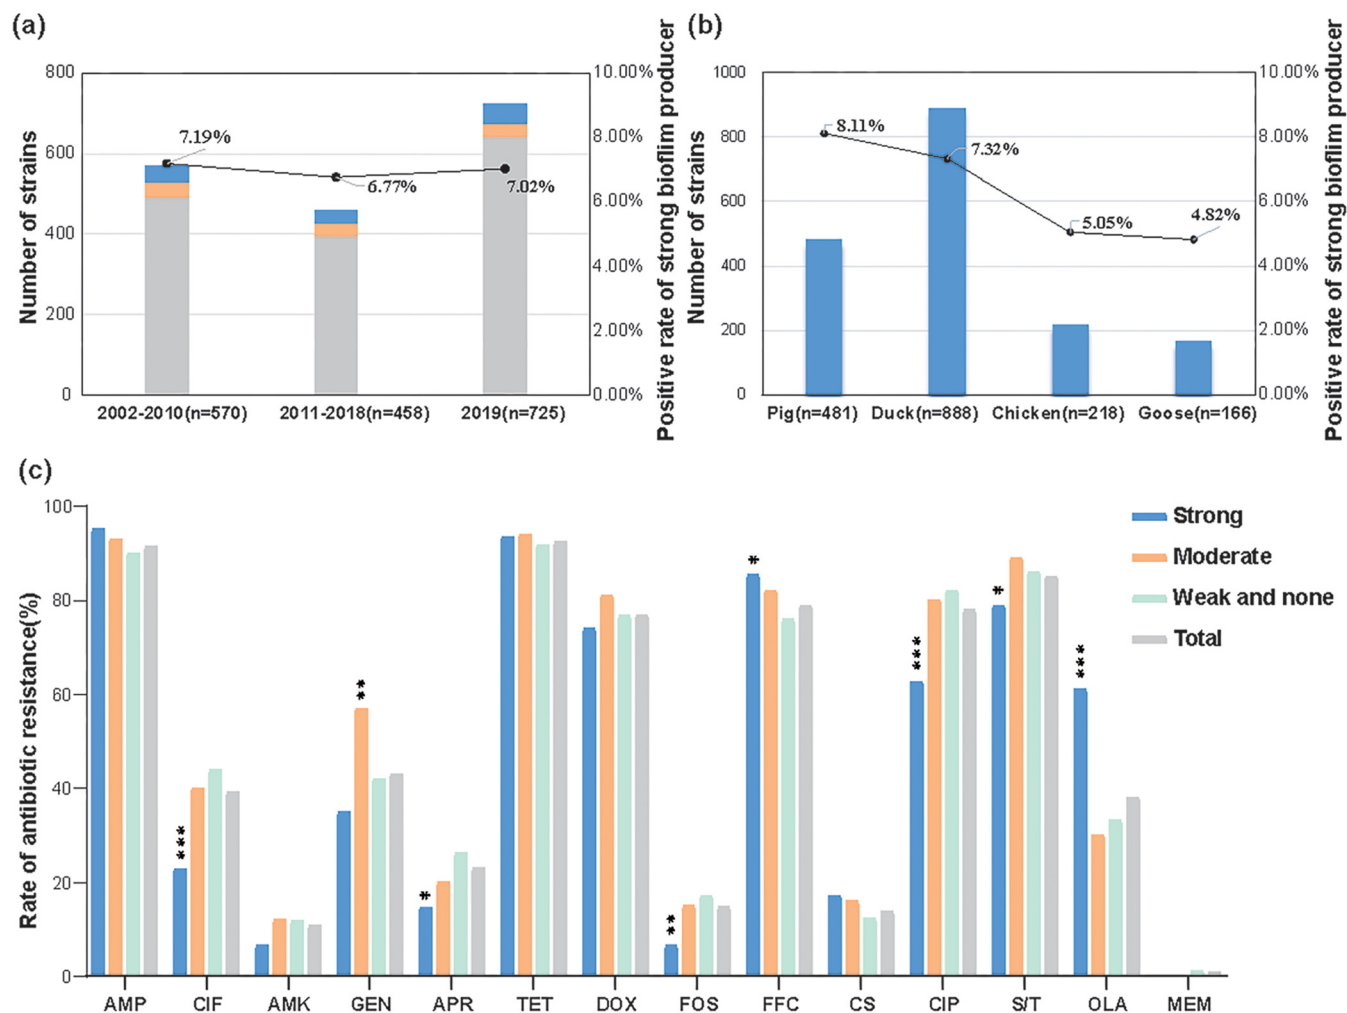 (a)
Number of strains
800
600
400
200
0
7.19%
6.77%
7.02%
10.00%
8.00%
6.00%
4.00%
2.00%
0.00%
Positive rate of strong bioflim producer
2002-2010(n=570)
2011-2018(n=458)
2019(n=725)
(b)
Number of strains
1000
800
600
400
200
0
8.11%
7.32%
5.05%
4.82%
10.00%
8.00%
6.00%
4.00%
2.00%
0.00%
Positive rate of strong bioflim producer
Pig(n=481)
Duck(n=888)
Chicken(n=218)
Goose(n=166)
(c)
Rate of antibiotic resistance(%)
100
80
60
40
20
0
***
**
*
**
*
***
*
***
Strong
Moderate
Weak and none
Total
AMP
CIF
AMK
GEN
APR
TET
DOX
FOS
FFC
CS
CIP
S/T
OLA
MEM